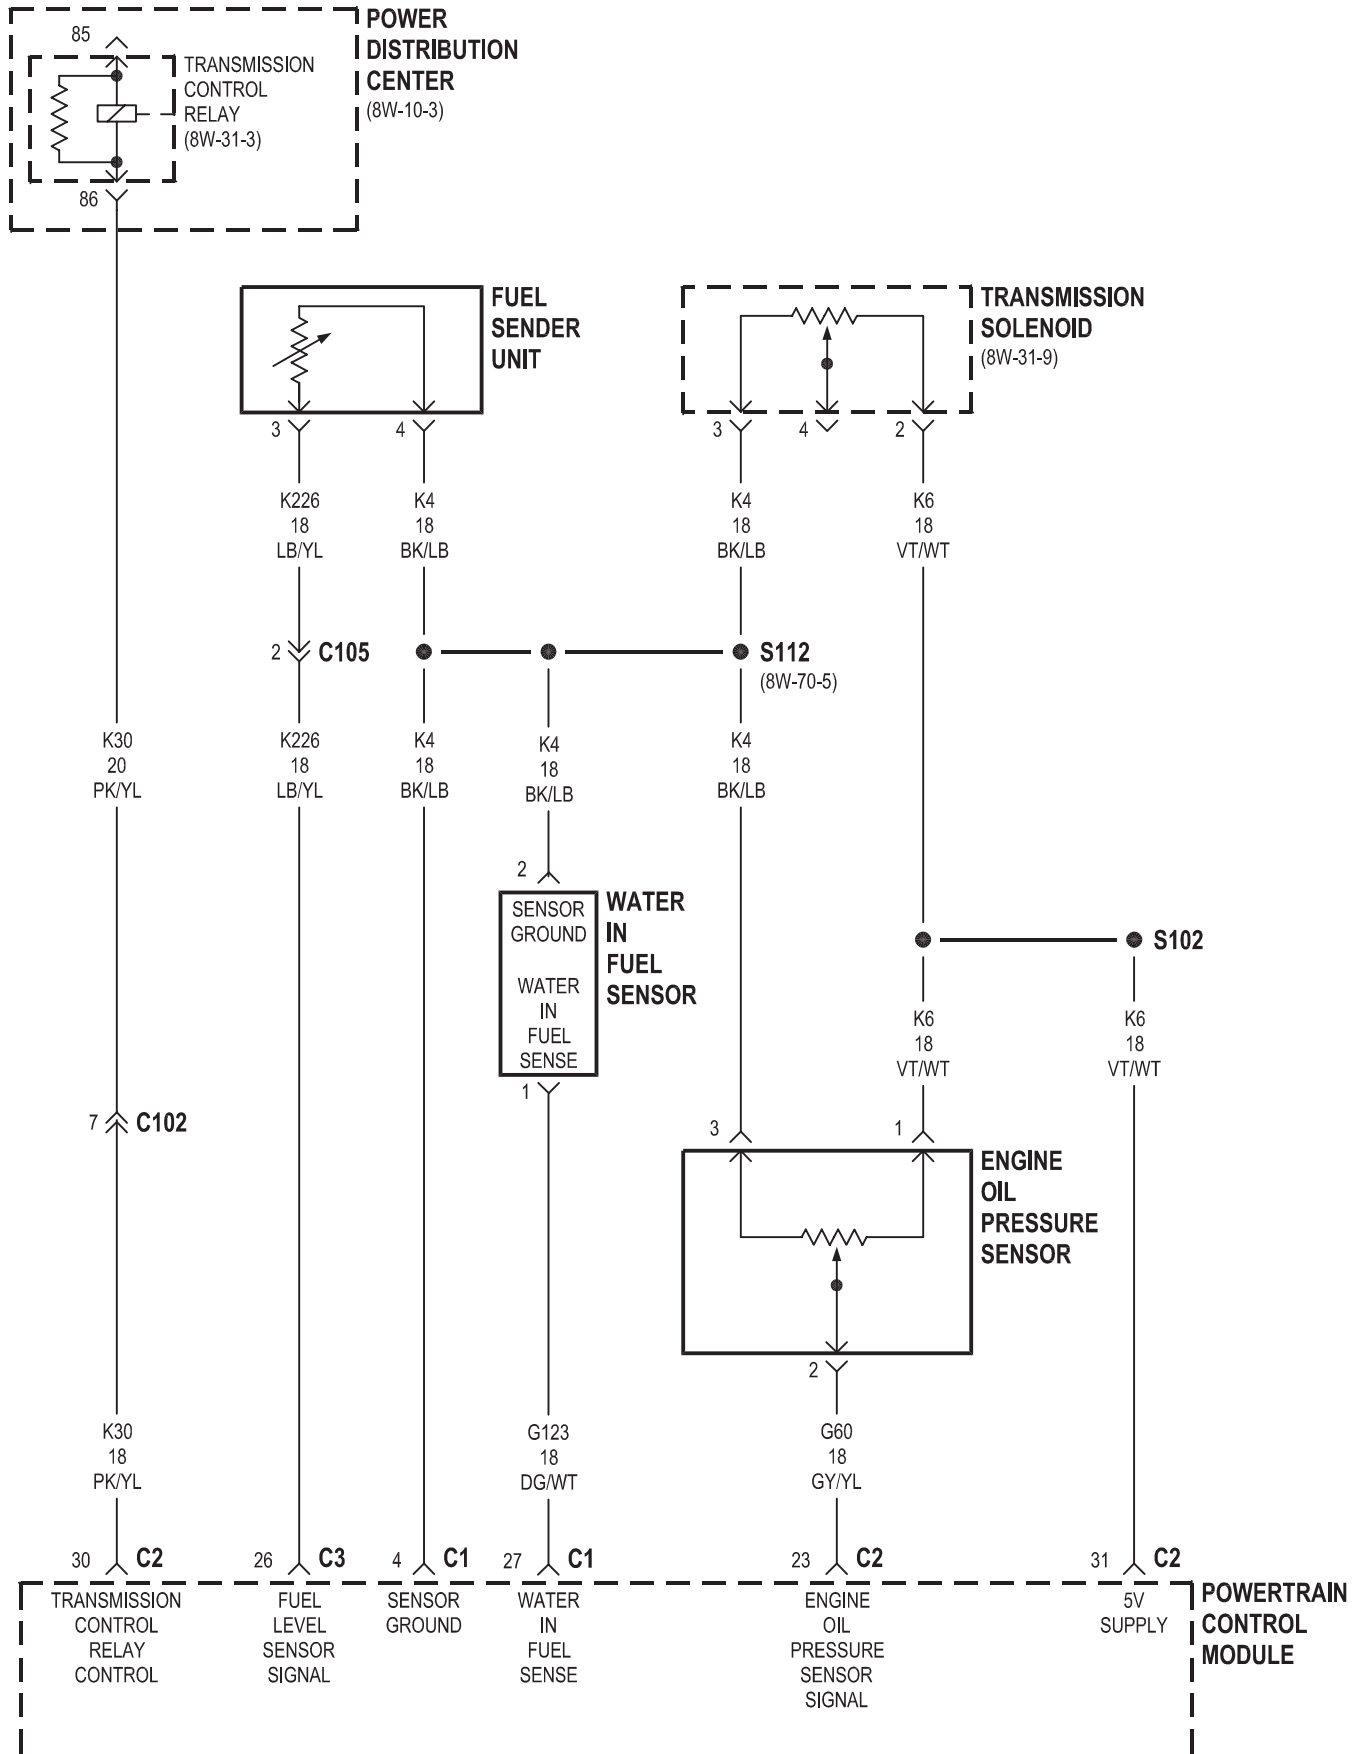 POWER
DISTRIBUTION
CENTER
(8W-10-3)
85
TRANSMISSION
CONTROL
RELAY
(8W-31-3)
86
FUEL
SENDER
UNIT
TRANSMISSION
SOLENOID
(8W-31-9)
3
4
3
4
2
K226
18
LB/YL
K4
18
BK/LB
K4
18
BK/LB
K6
18
VT/WT
2
C105
S112
(8W-70-5)
K30
20
PK/YL
K226
18
LB/YL
K4
18
BK/LB
K4
18
BK/LB
K4
18
BK/LB
2
SENSOR
GROUND
WATER
IN
FUEL
SENSE
WATER
IN
FUEL
SENSOR
1
S102
K6
18
VT/WT
K6
18
VT/WT
7
C102
3
1
ENGINE
OIL
PRESSURE
SENSOR
2
K30
18
PK/YL
G123
18
DG/WT
G60
18
GY/YL
30
C2
26
C3
4
C1
27
C1
23
C2
31
C2
TRANSMISSION
CONTROL
RELAY
CONTROL
FUEL
LEVEL
SENSOR
SIGNAL
SENSOR
GROUND
WATER
IN
FUEL
SENSE
ENGINE
OIL
PRESSURE
SENSOR
SIGNAL
5V
SUPPLY
POWERTRAIN
CONTROL
MODULE